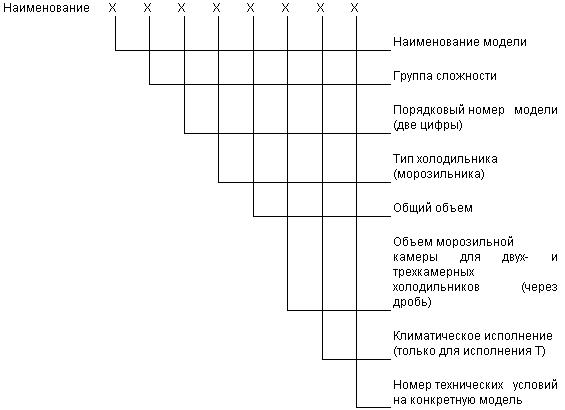 Наименование X X X X X X X X
Наименование модели
Группа сложности
Порядковый номер модели
(две цифры)
Тип холодильника
(морозильника)
Общий объем
Объем морозильной
камеры для двух- и
трехкамерных
холодильников (через
дробь)
Климатическое исполнение
(только для исполнения Т)
Номер технических условий
на конкретную модель